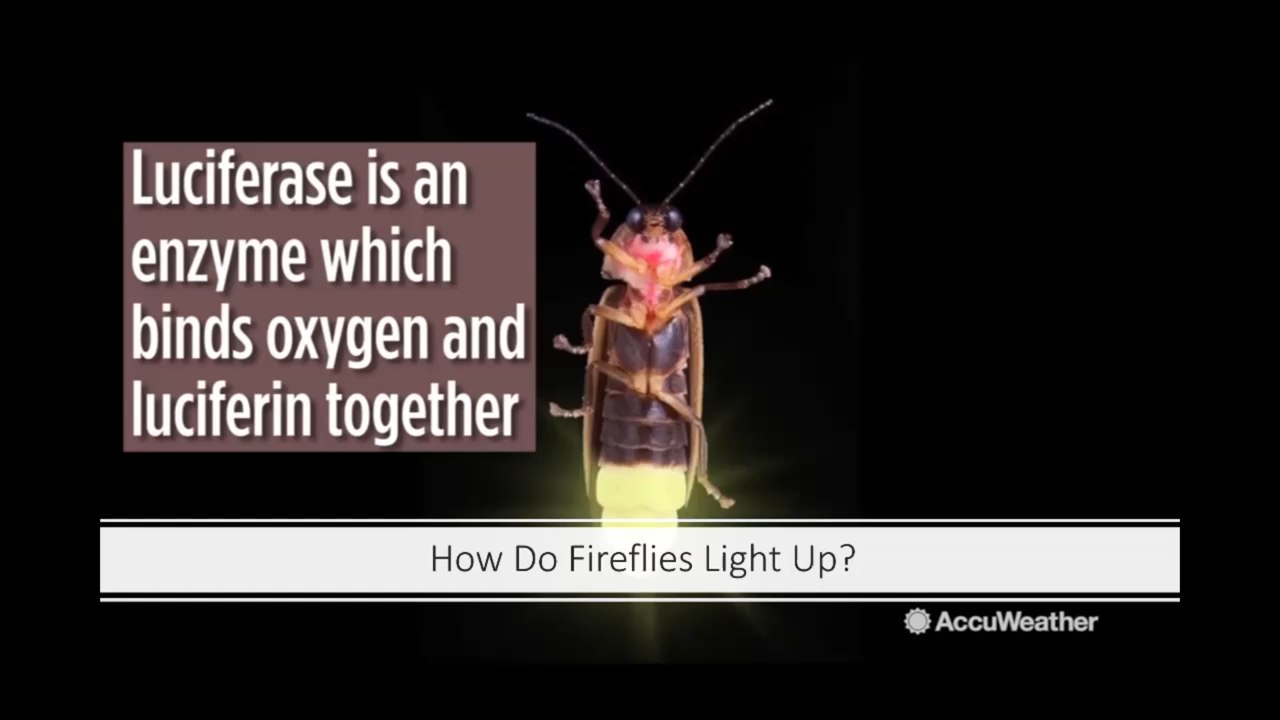 Luciferase is an
enzyme which
binds oxygen and
luciferin together
How Do Fireflies Light Up?
AccuWeather